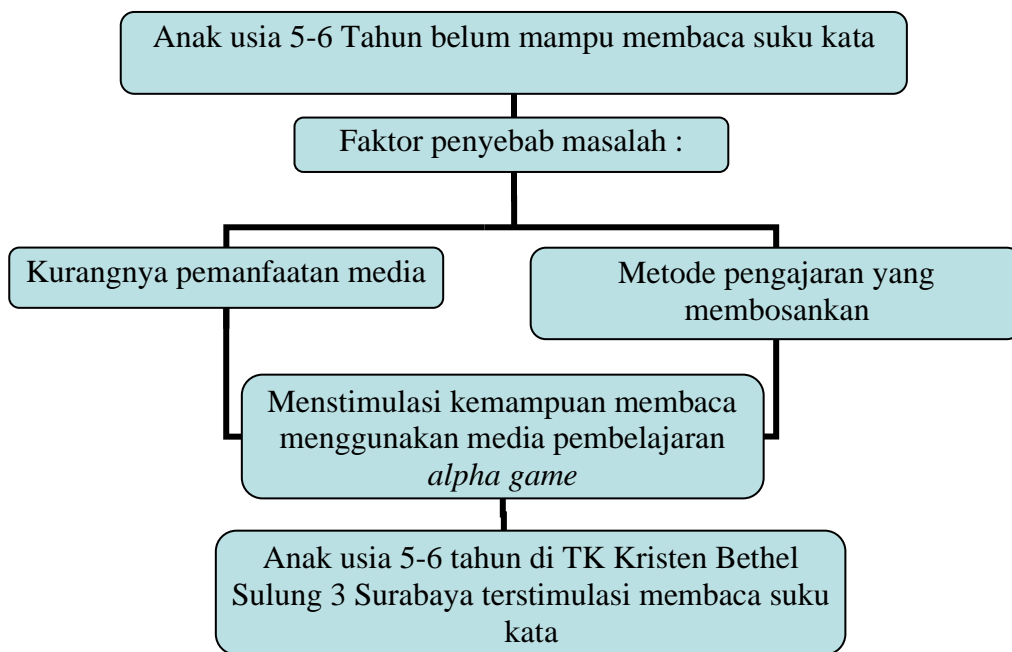 Anak usia 5-6 Tahun belum mampu membaca suku kata
Faktor penyebab masalah :
Kurangnya pemanfaatan media
Metode pengajaran yang
membosankan
Menstimulasi kemampuan membaca
menggunakan media pembelajaran
alpha game
Anak usia 5-6 tahun di TK Kristen Bethel
Sulung 3 Surabaya terstimulasi membaca suku
kata